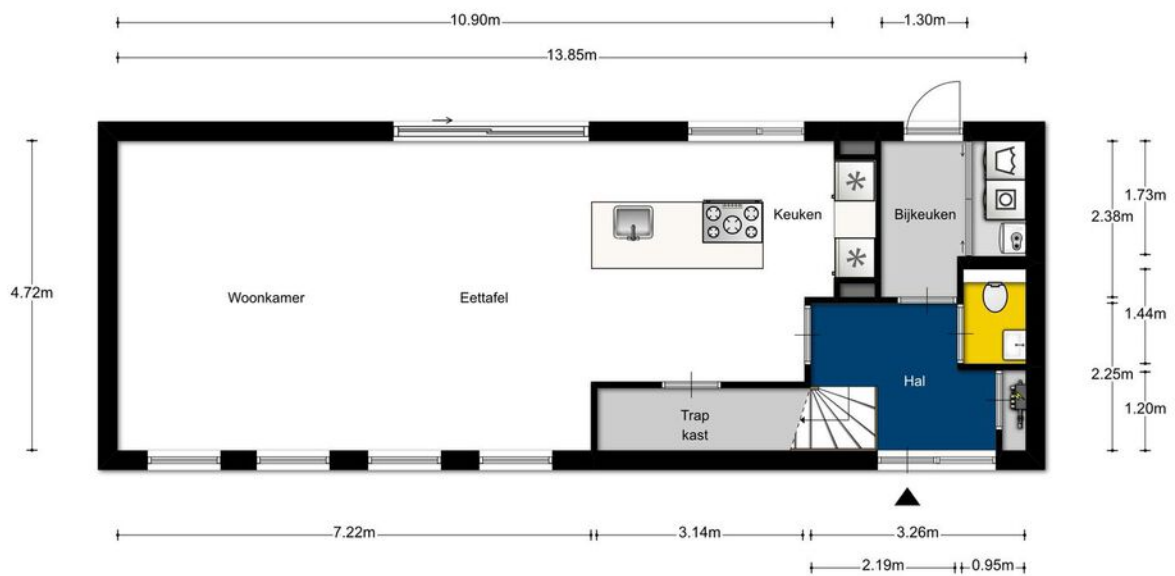 10.90m
1.30m
13.85m
Keuken
Bijkeuken
1.73m
2.38m
4.72m
Woonkamer
Eettafel
1.44m
Hal
2.25m
1.20m
Trap
kast
7.22m
3.14m
3.26m
2.19m
0.95m